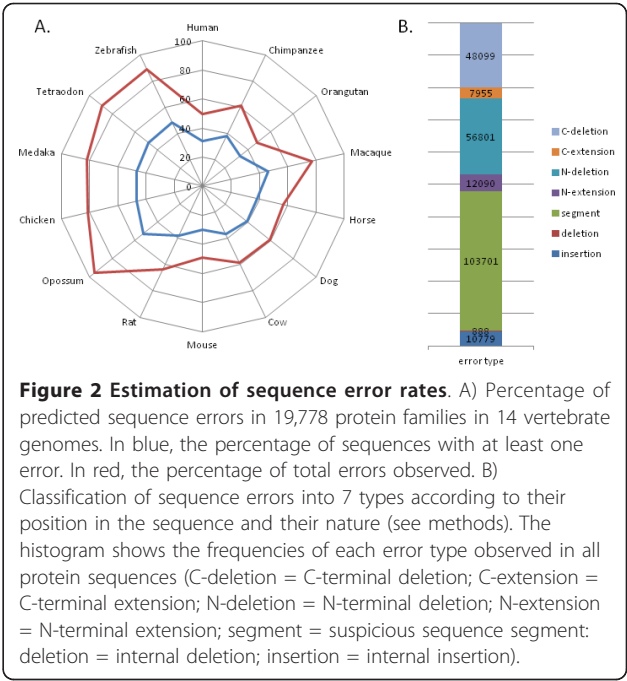 A.
Human
Chimpanzee
Orangutan
Macaque
Horse
Dog
Cow
Mouse
Rat
Opossum
Chicken
Medaka
Tetraodon
Zebrafish
100
80
60
40
20
0
B.
48099
7955
56801
12090
103701
888
10779
error type
C-deletion
C-extension
N-deletion
N-extension
segment
deletion
insertion
Figure 2 Estimation of sequence error rates. A) Percentage of
predicted sequence errors in 19,778 protein families in 14 vertebrate
genomes. In blue, the percentage of sequences with at least one
error. In red, the percentage of total errors observed. B)
Classification of sequence errors into 7 types according to their
position in the sequence and their nature (see methods). The
histogram shows the frequencies of each error type observed in all
protein sequences (C-deletion = C-terminal deletion; C-extension =
C-terminal extension; N-deletion = N-terminal deletion; N-extension
= N-terminal extension; segment = suspicious sequence segment:
deletion = internal deletion; insertion = internal insertion).